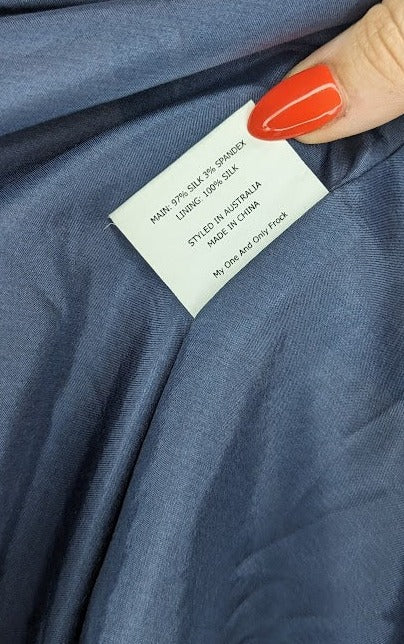 MAIN: 97% SILK 3% SPANDEX
LINING: 100% SILK
STYLED IN AUSTRALIA
MADE IN CHINA
My One And Only Frock